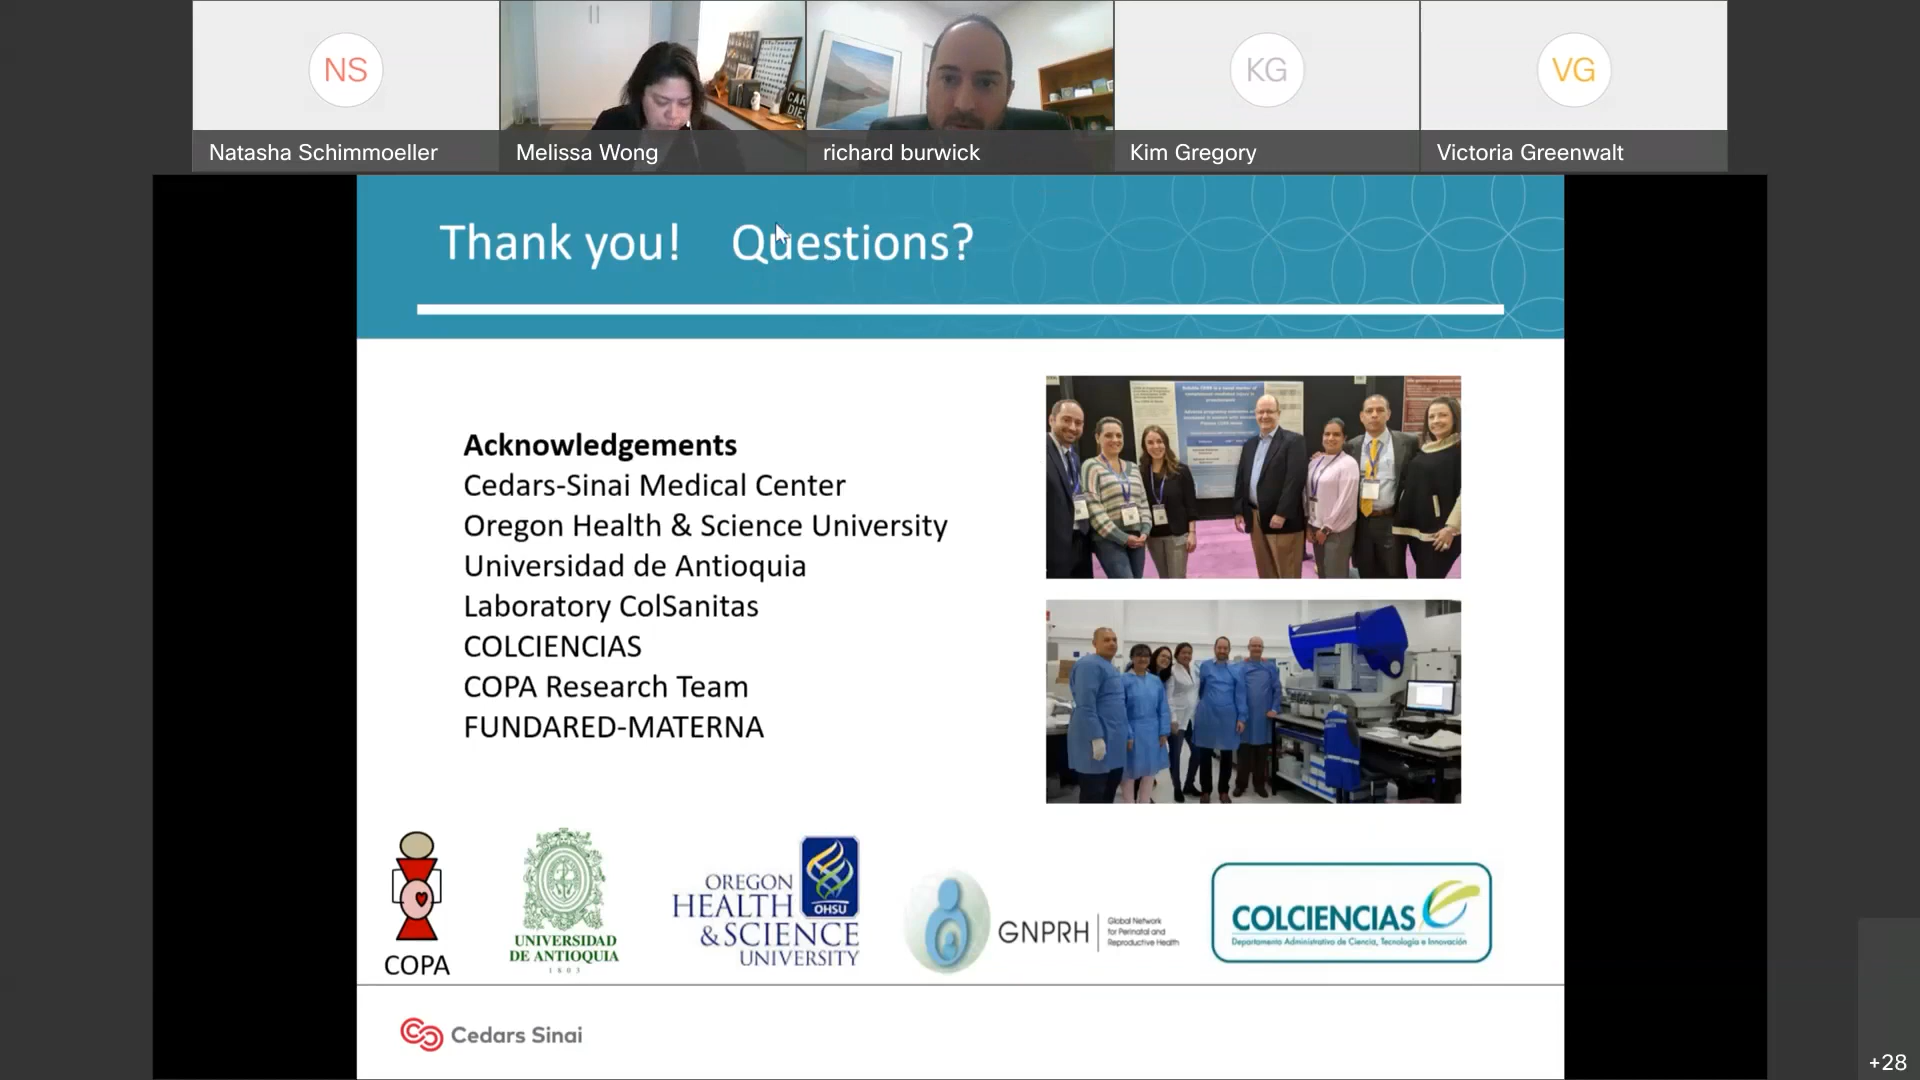 NS
KG
VG
Natasha Schimmoeller
Melissa Wong
richard burwick
Kim Gregory
Victoria Greenwalt
Thank you! Questions?
Acknowledgements
Cedars-Sinai Medical Center
Oregon Health & Science University
Universidad de Antioquia
Laboratory ColSanitas
COLCIENCIAS
COPA Research Team
FUNDARED-MATERNA
COPA
UNIVERSIDAD
DE ANTIOQUIA
1803
OREGON
HEALTH
&SCIENCE
UNIVERSITY
OHSU
GNPRH
Global Network
for Perinatal and
Reproductive Health
COLCIENCIAS
Departamento Administrativo de Ciencia, Tecnología e Innovación
Cedars Sinai
+28